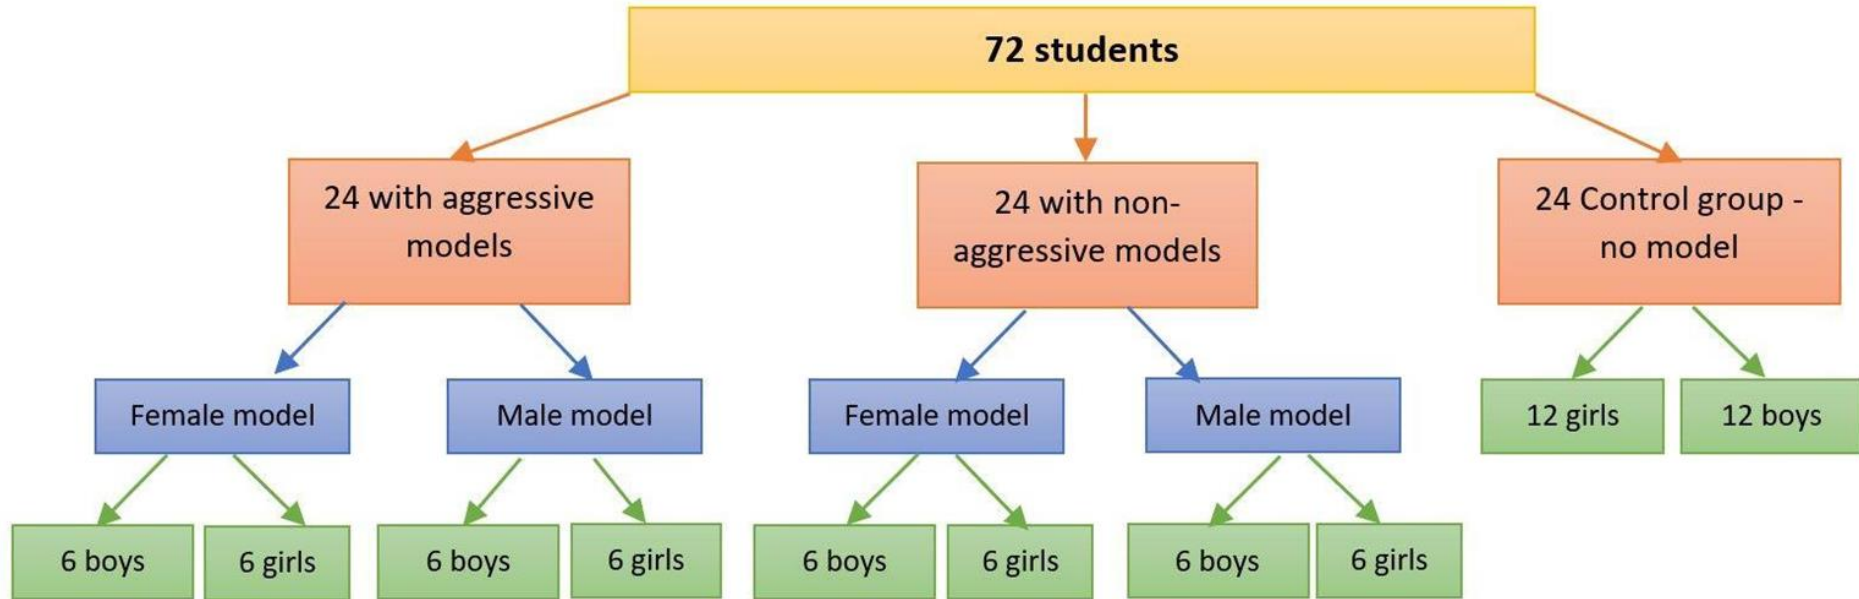 72 students
24 with aggressive
models
24 with non-
aggressive models
24 Control group -
no model
Female model
Male model
Female model
Male model
12 girls
12 boys
6 boys
6 girls
6 boys
6 girls
6 boys
6 girls
6 boys
6 girls